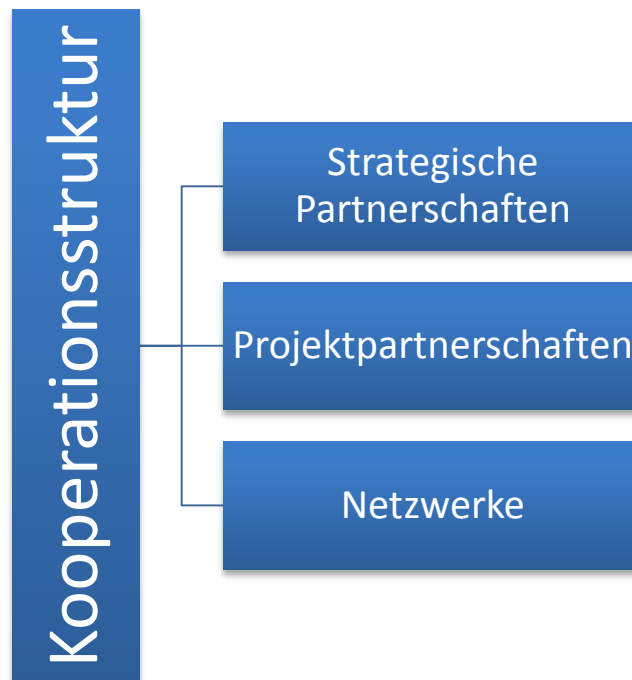 Kooperationsstruktur
Strategische
Partnerschaften
Projektpartnerschaften
Netzwerke